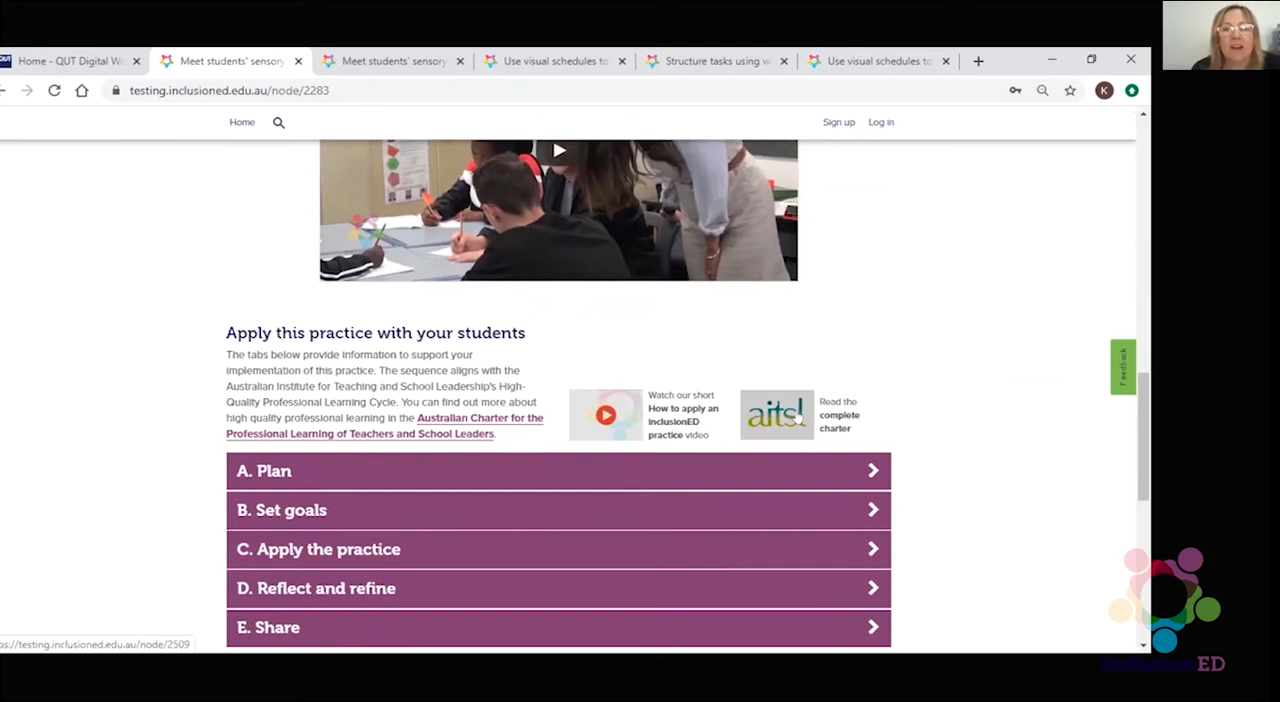 QUT
Home - QUT Digital Wo
Meet students' sensory
Meet students' sensory
Use visual schedules to
Structure tasks using w
Use visual schedules to
testing.inclusioned.edu.au/node/2283
K
Home
Sign up
Log in
Apply this practice with your students
The tabs below provide information to support your
implementation of this practice. The sequence aligns with the
Australian Institute for Teaching and School Leadership's High-
Quality Professional Learning Cycle. You can find out more about
high quality professional learning in the Australian Charter for the
Professional Learning of Teachers and School Leaders.
Watch our short
How to apply an
inclusionED
practice video
aitsl
Read the
complete
charter
Feedback
A. Plan
B. Set goals
C. Apply the practice
D. Reflect and refine
E. Share
ps://testing.inclusioned.edu.au/node/2509
inclusionED